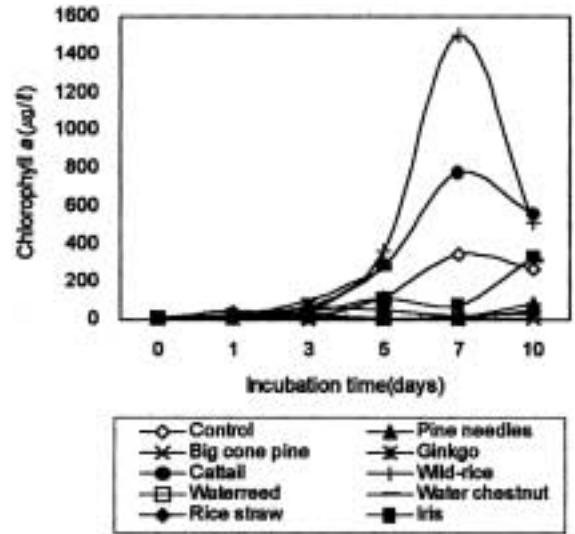 1600
1400
1200
1000
800
600
400
200
0
Chlorophyll a(μg/ℓ)
0 1 3 5 7 10
Incubation time(days)
Control Pine needles
Big cone pine Ginkgo
Cattail Wild-rice
Waterreed Water chestnut
Rice straw Iris